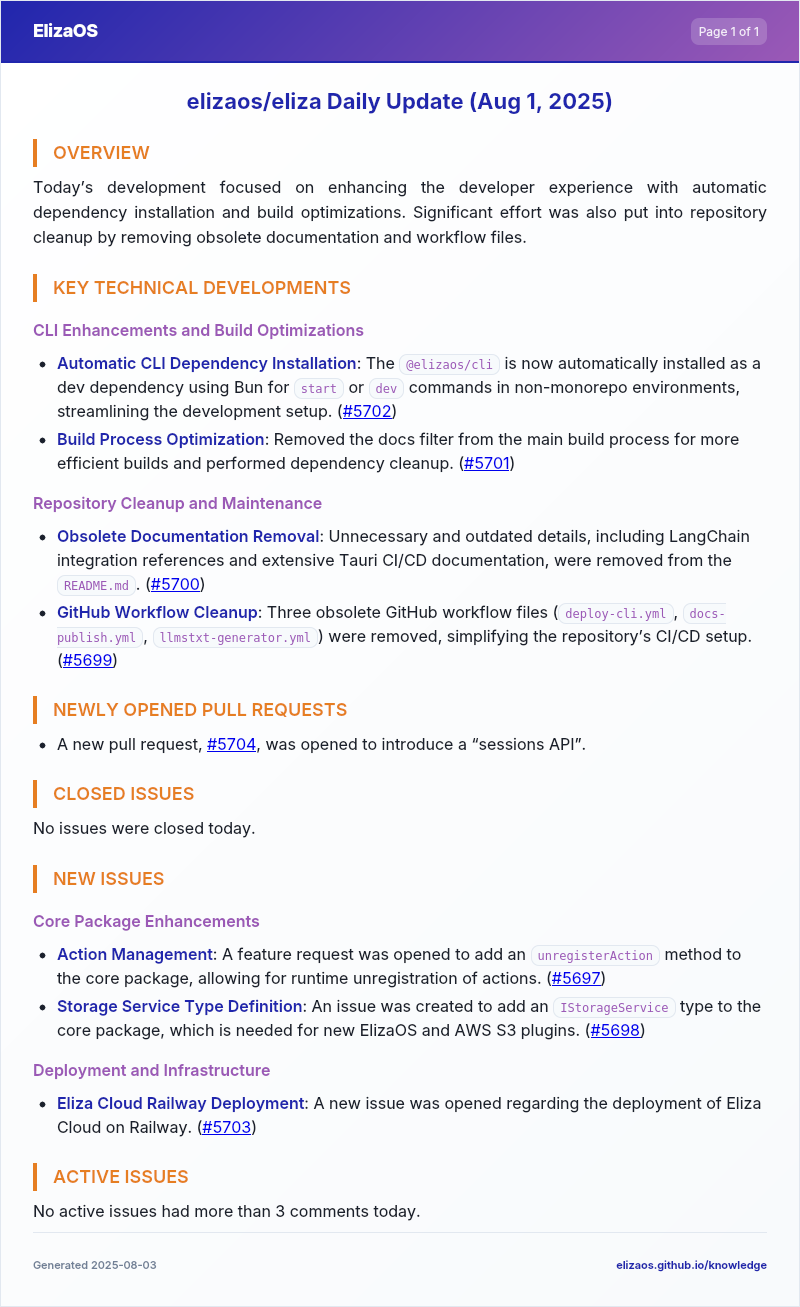 ElizaOS
Page 1 of 1
elizaos/eliza Daily Update (Aug 1, 2025)
OVERVIEW
Today’s development focused on enhancing the developer experience with automatic
dependency installation and build optimizations. Significant effort was also put into repository
cleanup by removing obsolete documentation and workflow files.
KEY TECHNICAL DEVELOPMENTS
CLI Enhancements and Build Optimizations
• Automatic CLI Dependency Installation: The @elizaos/cli is now automatically installed as a
dev dependency using Bun for start or dev commands in non-monorepo environments,
streamlining the development setup. (#5702)
• Build Process Optimization: Removed the docs filter from the main build process for more
efficient builds and performed dependency cleanup. (#5701)
Repository Cleanup and Maintenance
• Obsolete Documentation Removal: Unnecessary and outdated details, including LangChain
integration references and extensive Tauri CI/CD documentation, were removed from the
README.md. (#5700)
• GitHub Workflow Cleanup: Three obsolete GitHub workflow files (deploy-cli.yml, docs-
publish.yml, llmstxt-generator.yml) were removed, simplifying the repository’s CI/CD setup.
(#5699)
NEWLY OPENED PULL REQUESTS
• A new pull request, #5704, was opened to introduce a “sessions API”.
CLOSED ISSUES
No issues were closed today.
NEW ISSUES
Core Package Enhancements
• Action Management: A feature request was opened to add an unregisterAction method to
the core package, allowing for runtime unregistration of actions. (#5697)
• Storage Service Type Definition: An issue was created to add an IStorageService type to the
core package, which is needed for new ElizaOS and AWS S3 plugins. (#5698)
Deployment and Infrastructure
• Eliza Cloud Railway Deployment: A new issue was opened regarding the deployment of Eliza
Cloud on Railway. (#5703)
ACTIVE ISSUES
No active issues had more than 3 comments today.
Generated 2025-08-03
elizaos.github.io/knowledge